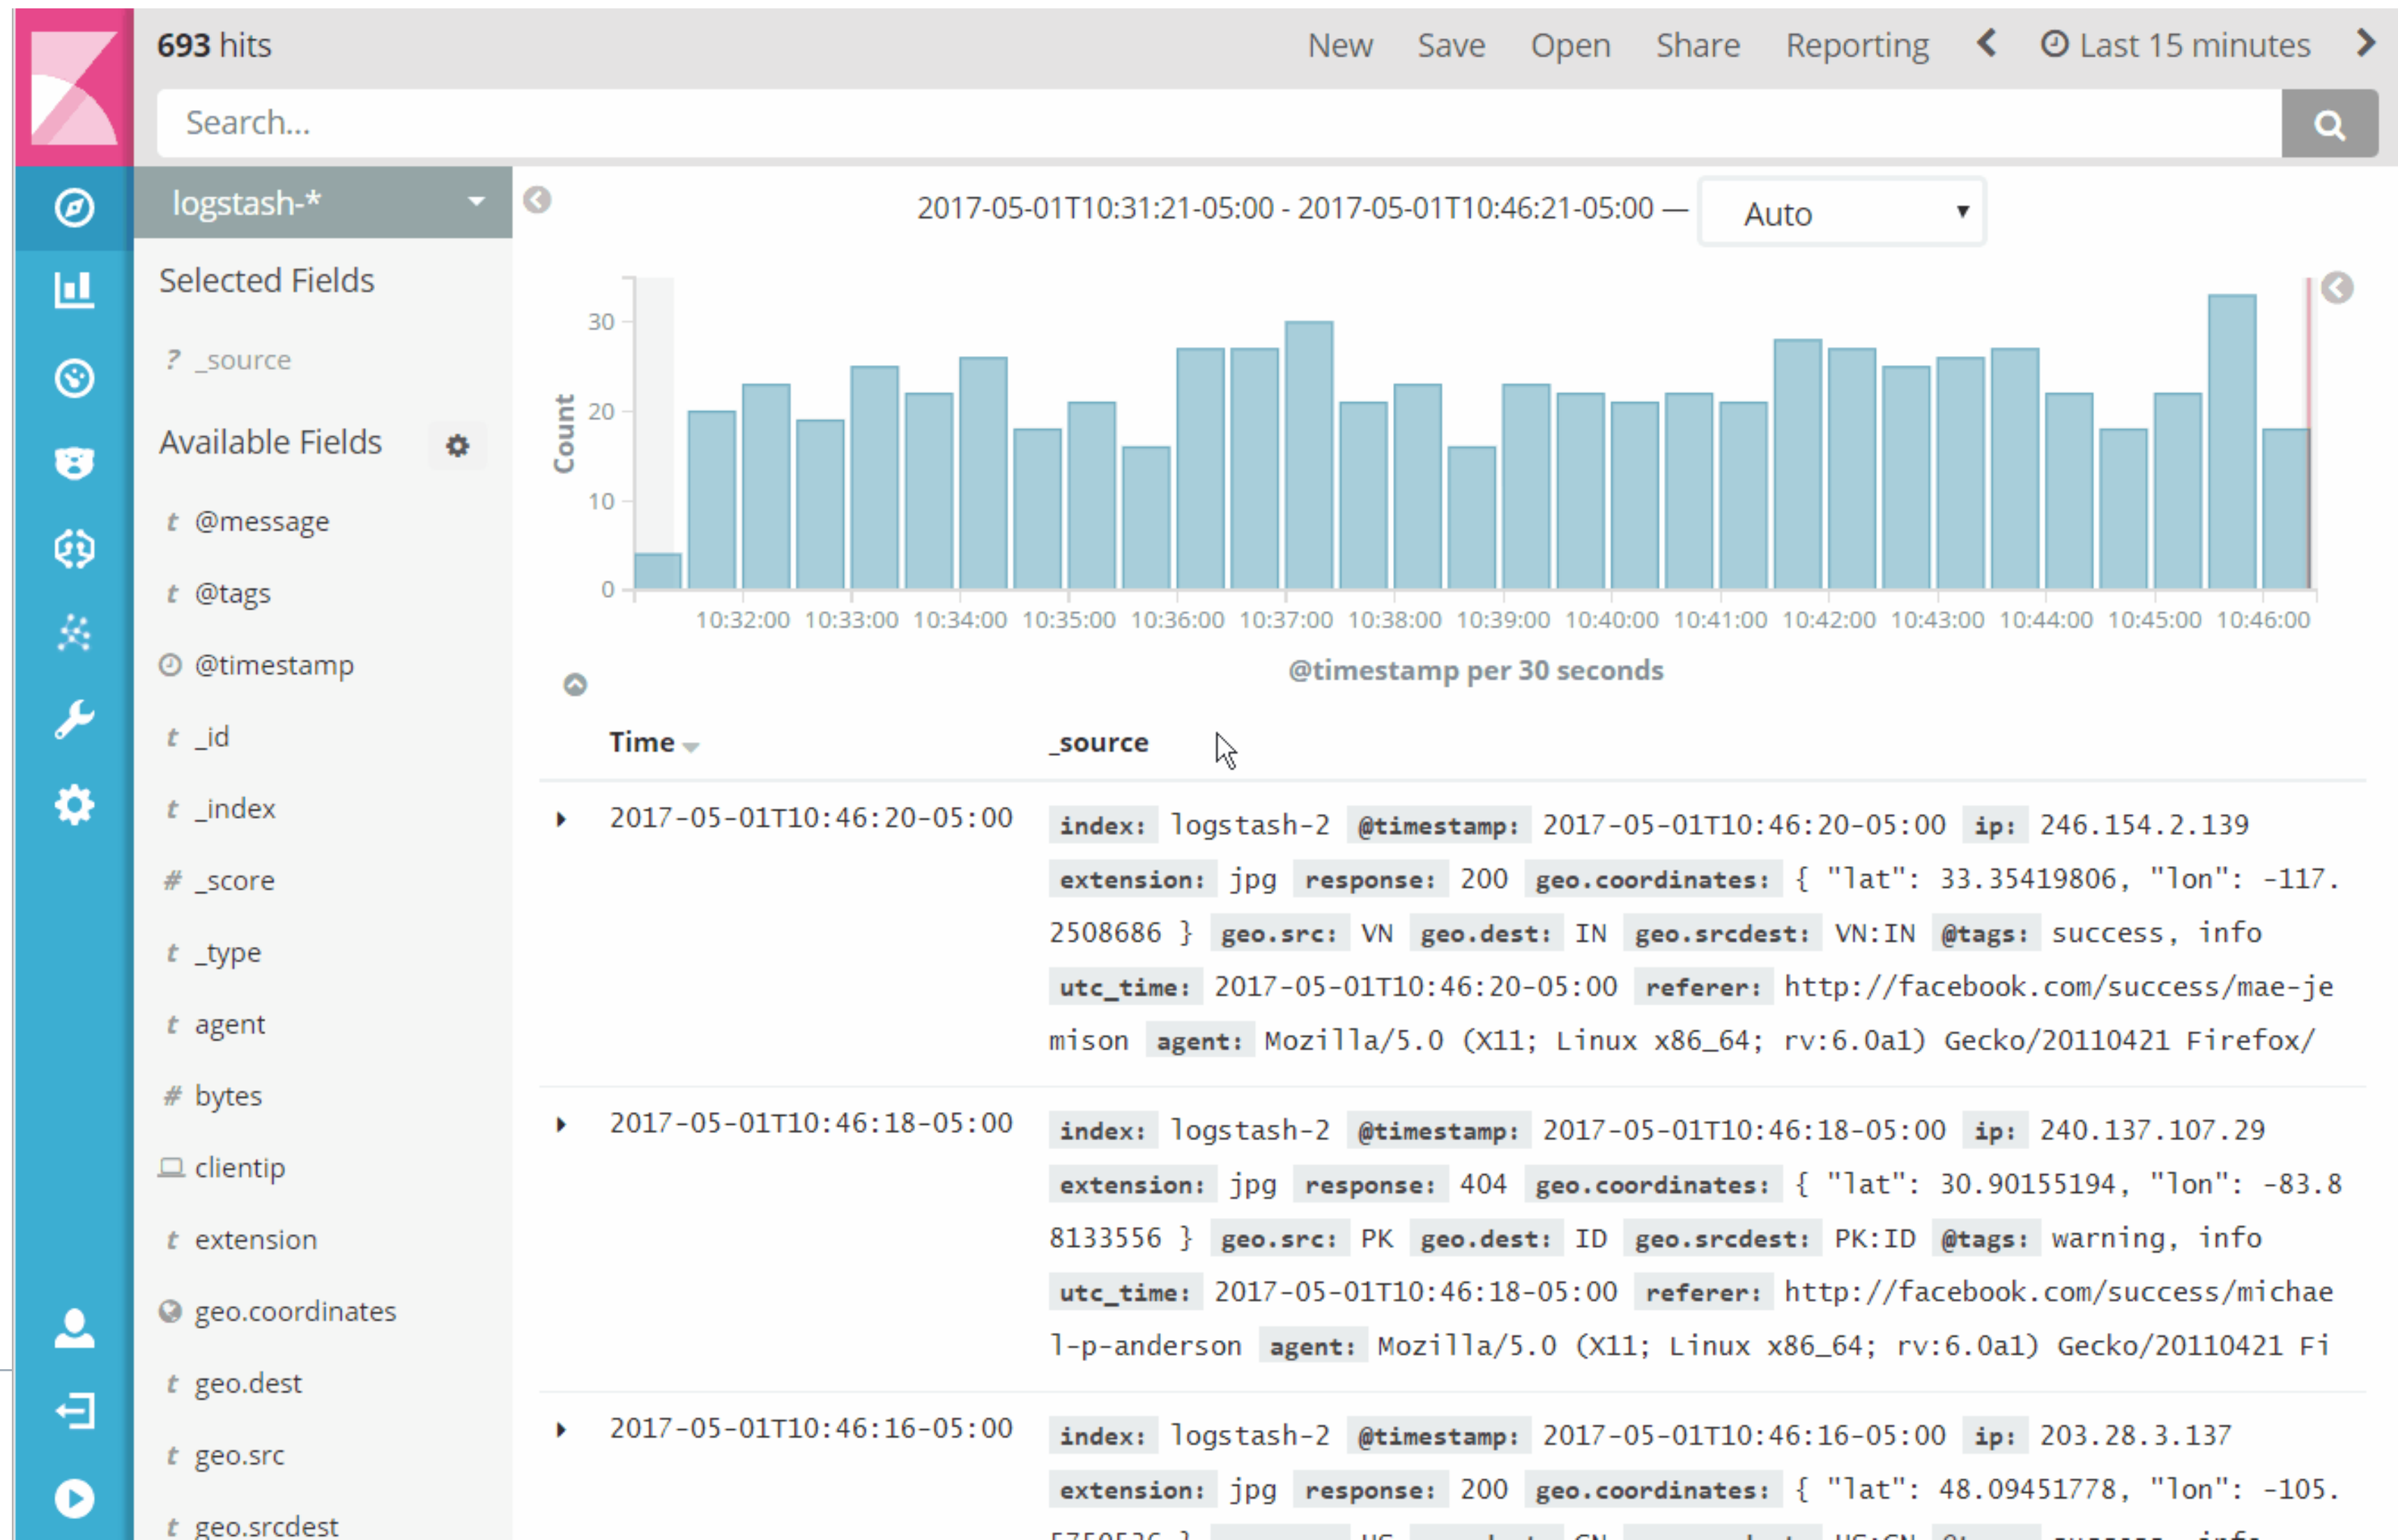 693 hits
New Save Open Share Reporting Last 15 minutes
Search...
logstash-*
Selected Fields
? _source
Available Fields
t @message
t @tags
@timestamp
t _id
t _index
# _score
t _type
t agent
# bytes
clientip
t extension
geo.coordinates
t geo.dest
t geo.src
t geo.srcdest
2017-05-01T10:31:21-05:00 - 2017-05-01T10:46:21-05:00 — Auto
Count
30
20
10
0
10:32:00 10:33:00 10:34:00 10:35:00 10:36:00 10:37:00 10:38:00 10:39:00 10:40:00 10:41:00 10:42:00 10:43:00 10:44:00 10:45:00 10:46:00
@timestamp per 30 seconds
Time _source
2017-05-01T10:46:20-05:00 index: logstash-2 @timestamp: 2017-05-01T10:46:20-05:00 ip: 246.154.2.139
extension: jpg response: 200 geo.coordinates: { "lat": 33.35419806, "lon": -117.
2508686 } geo.src: VN geo.dest: IN geo.srcdest: VN:IN @tags: success, info
utc_time: 2017-05-01T10:46:20-05:00 referer: http://facebook.com/success/mae-je
mison agent: Mozilla/5.0 (X11; Linux x86_64; rv:6.0a1) Gecko/20110421 Firefox/
2017-05-01T10:46:18-05:00 index: logstash-2 @timestamp: 2017-05-01T10:46:18-05:00 ip: 240.137.107.29
extension: jpg response: 404 geo.coordinates: { "lat": 30.90155194, "lon": -83.8
8133556 } geo.src: PK geo.dest: ID geo.srcdest: PK:ID @tags: warning, info
utc_time: 2017-05-01T10:46:18-05:00 referer: http://facebook.com/success/michae
l-p-anderson agent: Mozilla/5.0 (X11; Linux x86_64; rv:6.0a1) Gecko/20110421 Fi
2017-05-01T10:46:16-05:00 index: logstash-2 @timestamp: 2017-05-01T10:46:16-05:00 ip: 203.28.3.137
extension: jpg response: 200 geo.coordinates: { "lat": 48.09451778, "lon": -105.